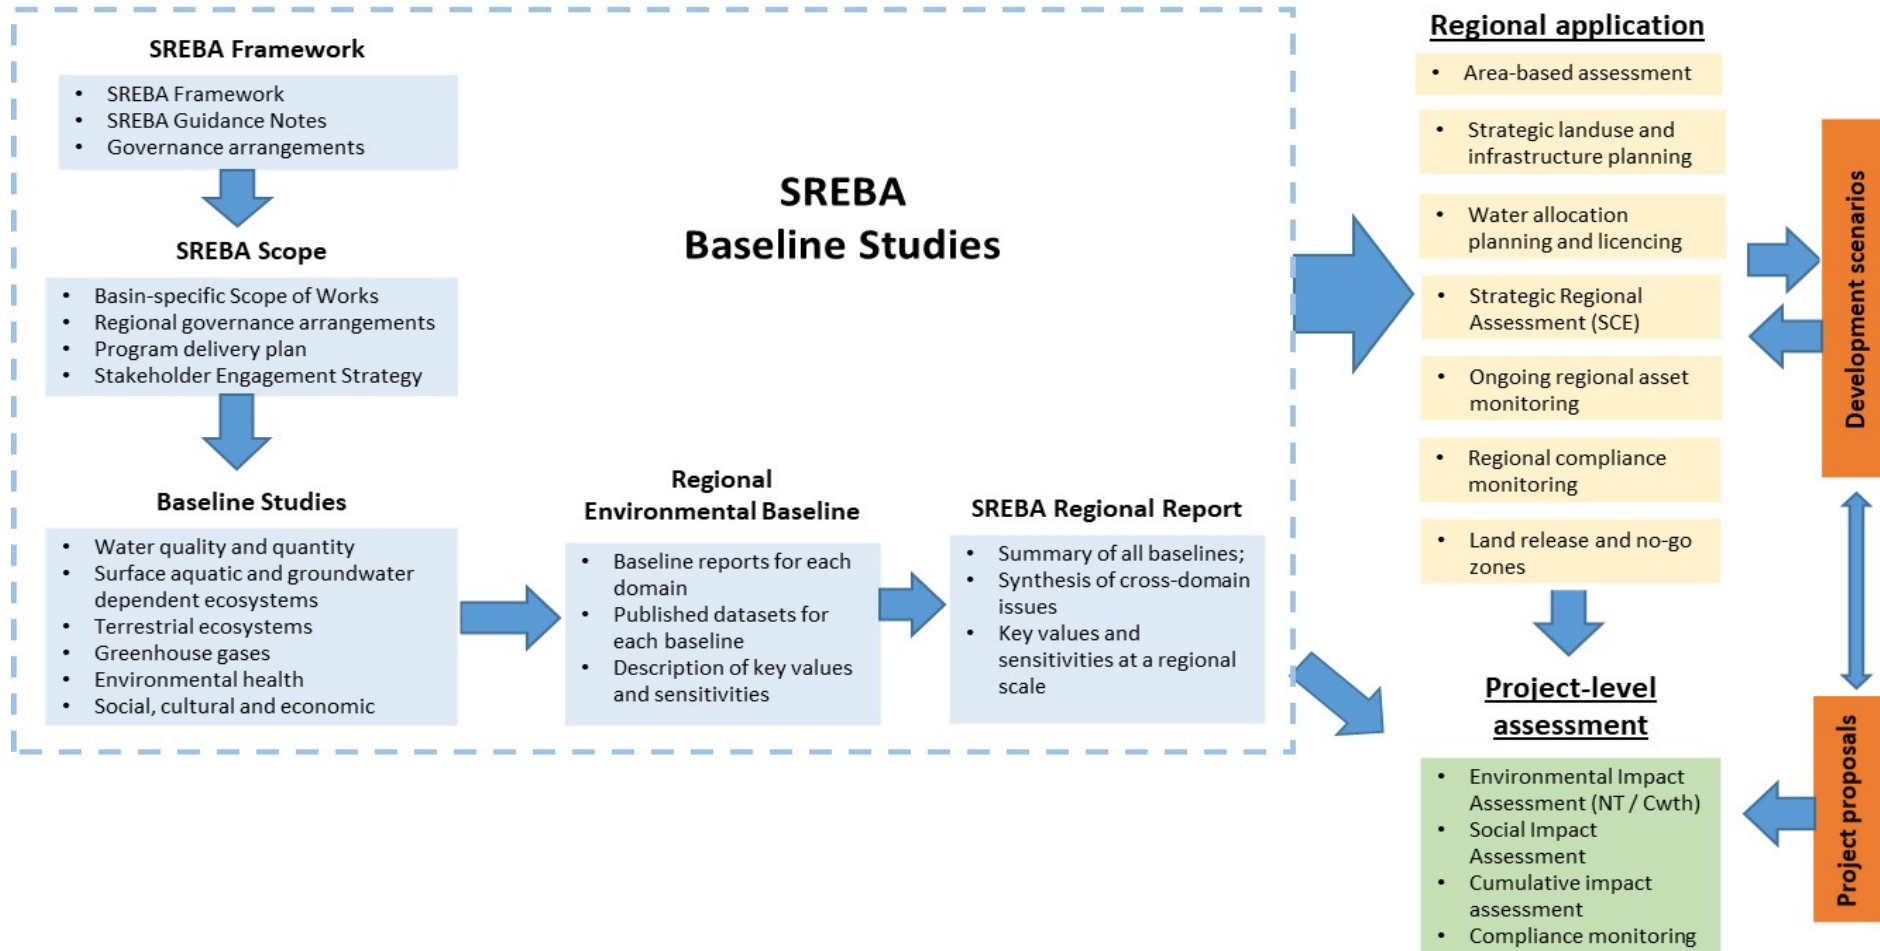 SREBA Framework
• SREBA Framework
• SREBA Guidance Notes
• Governance arrangements
SREBA Scope
• Basin-specific Scope of Works
• Regional governance arrangements
• Program delivery plan
• Stakeholder Engagement Strategy
Baseline Studies
• Water quality and quantity
• Surface aquatic and groundwater
dependent ecosystems
• Terrestrial ecosystems
• Greenhouse gases
• Environmental health
• Social, cultural and economic
SREBA
Baseline Studies
Regional
Environmental Baseline
• Baseline reports for each
domain
• Published datasets for
each baseline
• Description of key values
and sensitivities
SREBA Regional Report
• Summary of all baselines;
• Synthesis of cross-domain
issues
• Key values and
sensitivities at a regional
scale
Regional application
• Area-based assessment
• Strategic landuse and
infrastructure planning
• Water allocation
planning and licencing
• Strategic Regional
Assessment (SCE)
• Ongoing regional asset
monitoring
• Regional compliance
monitoring
• Land release and no-go
zones
Project-level
assessment
• Environmental Impact
Assessment (NT / Cwth)
• Social Impact
Assessment
• Cumulative impact
assessment
• Compliance monitoring
Development scenarios
Project proposals